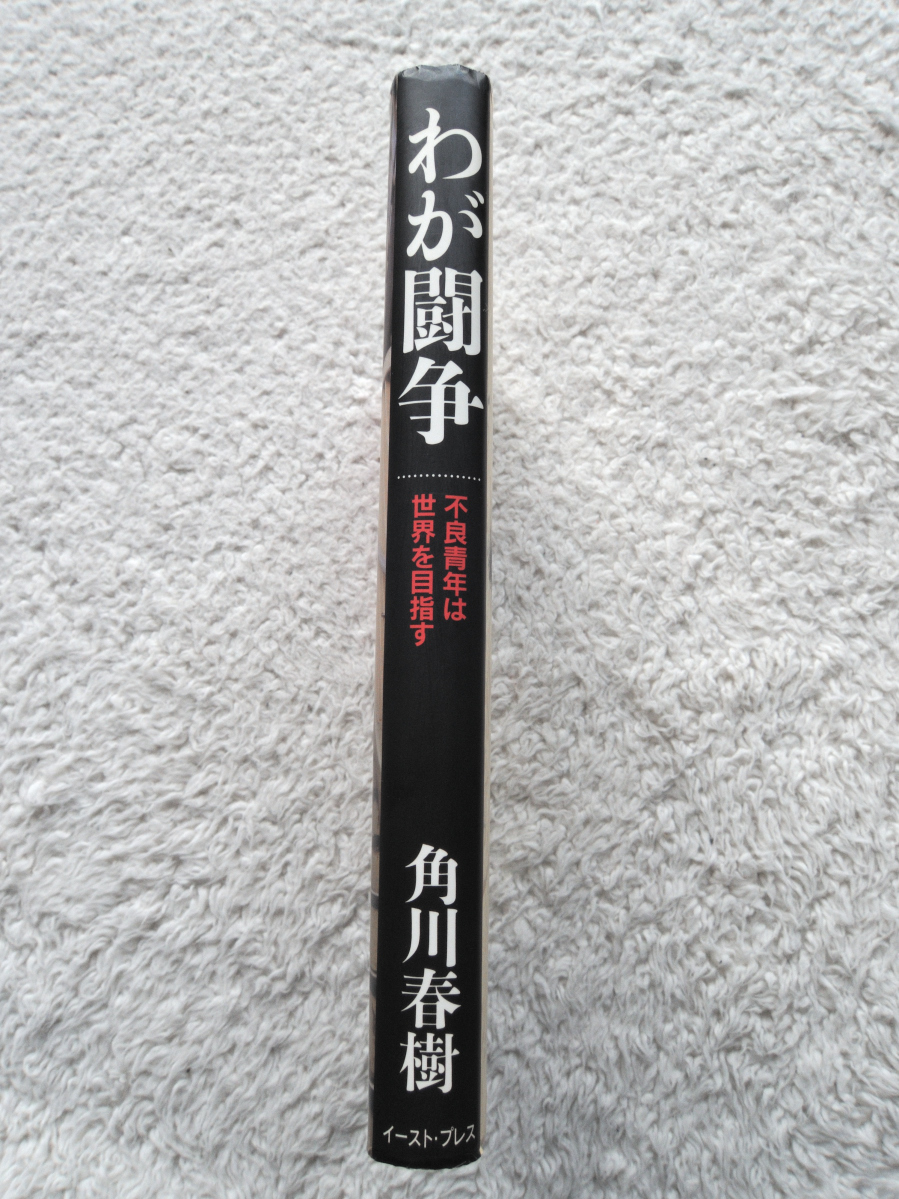 わが闘争
不良青年は
世界を目指す
角川春樹
イースト・プレス